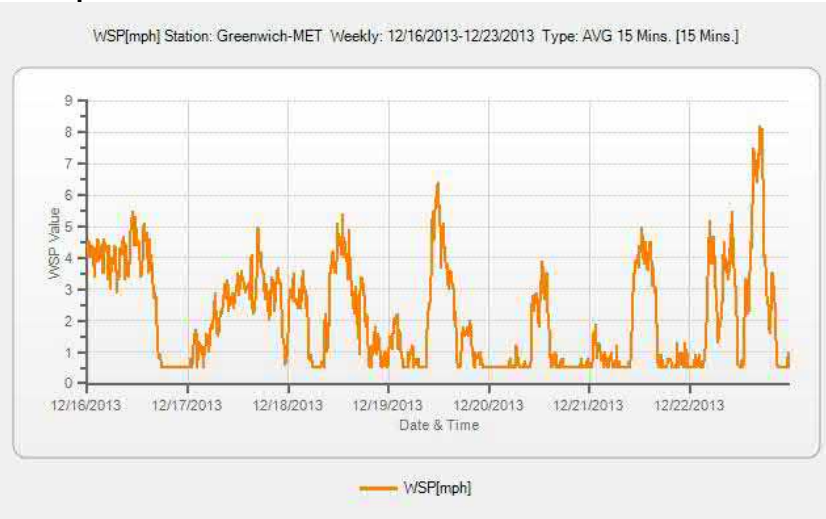 WSP[mph] Station: Greenwich-MET Weekly: 12/16/2013-12/23/2013 Type: AVG 15 Mins. [15 Mins.]
9
8
7
6
5
4
3
2
1
0
WSP Value
12/16/2013 12/17/2013 12/18/2013 12/19/2013 12/20/2013 12/21/2013 12/22/2013
Date & Time
WSP[mph]